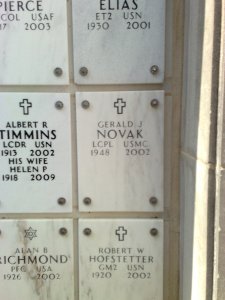 PIERCE
COL USAF
2003
ELIAS
ET2 USN
1930 2001
ALBERT R
TIMMINS
LCDR USN
1913 2002
HIS WIFE
HELEN P
1918 2009
GERALD J
NOVAK
LCPL USMC
1948 2002
ALAN B
RICHMOND
PFC USA
1926 2002
ROBERT W
HOFSTETTER
GM2 USN
1920 2002